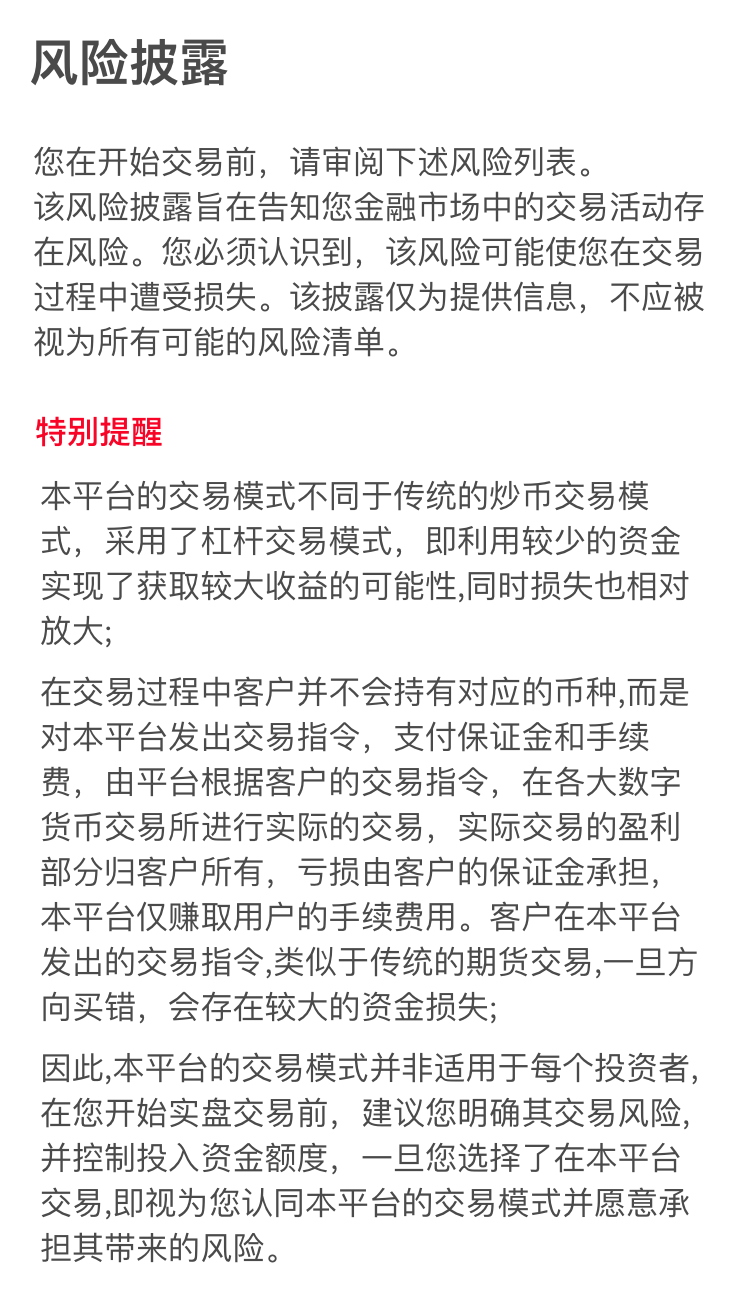 风险披露
您在开始交易前，请审阅下述风险列表。
该风险披露旨在告知您金融市场中的交易活动存
在风险。您必须认识到，该风险可能使您在交易
过程中遭受损失。该披露仅为提供信息，不应被
视为所有可能的风险清单。
特别提醒
本平台的交易模式不同于传统的炒币交易模
式，采用了杠杆交易模式，即利用较少的资金
实现了获取较大收益的可能性,同时损失也相对
放大;
在交易过程中客户并不会持有对应的币种,而是
对本平台发出交易指令，支付保证金和手续
费，由平台根据客户的交易指令，在各大数字
货币交易所进行实际的交易，实际交易的盈利
部分归客户所有，亏损由客户的保证金承担，
本平台仅赚取用户的手续费用。客户在本平台
发出的交易指令,类似于传统的期货交易,一旦方
向买错，会存在较大的资金损失;
因此,本平台的交易模式并非适用于每个投资者,
在您开始实盘交易前，建议您明确其交易风险,
并控制投入资金额度，一旦您选择了在本平台
交易,即视为您认同本平台的交易模式并愿意承
担其带来的风险。